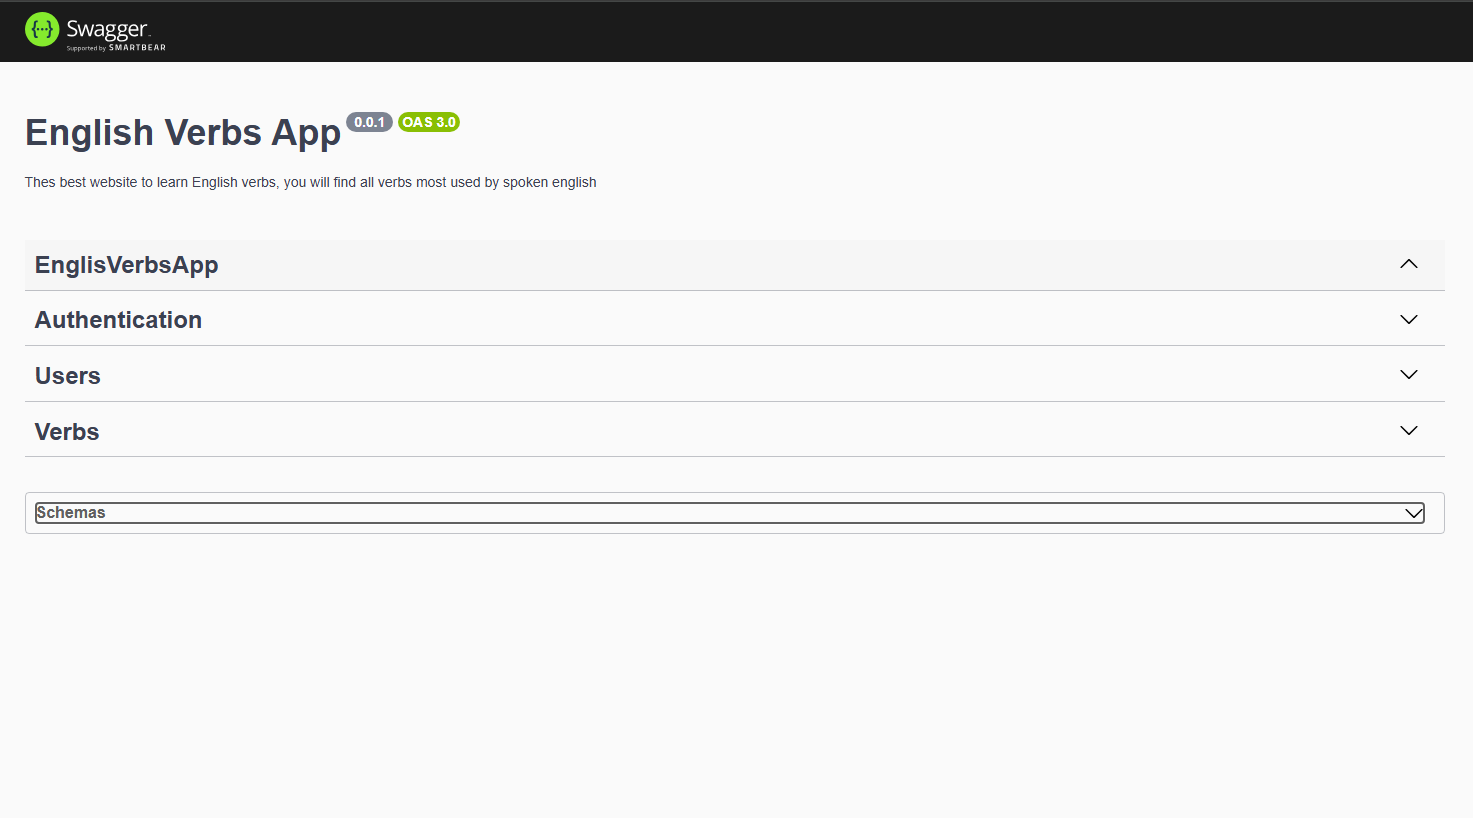 Swagger
Supported by SMARTBEAR
English Verbs App 0.0.1 OAS 3.0
Thes best website to learn English verbs, you will find all verbs most used by spoken english
EnglisVerbsApp
Authentication
Users
Verbs
Schemas